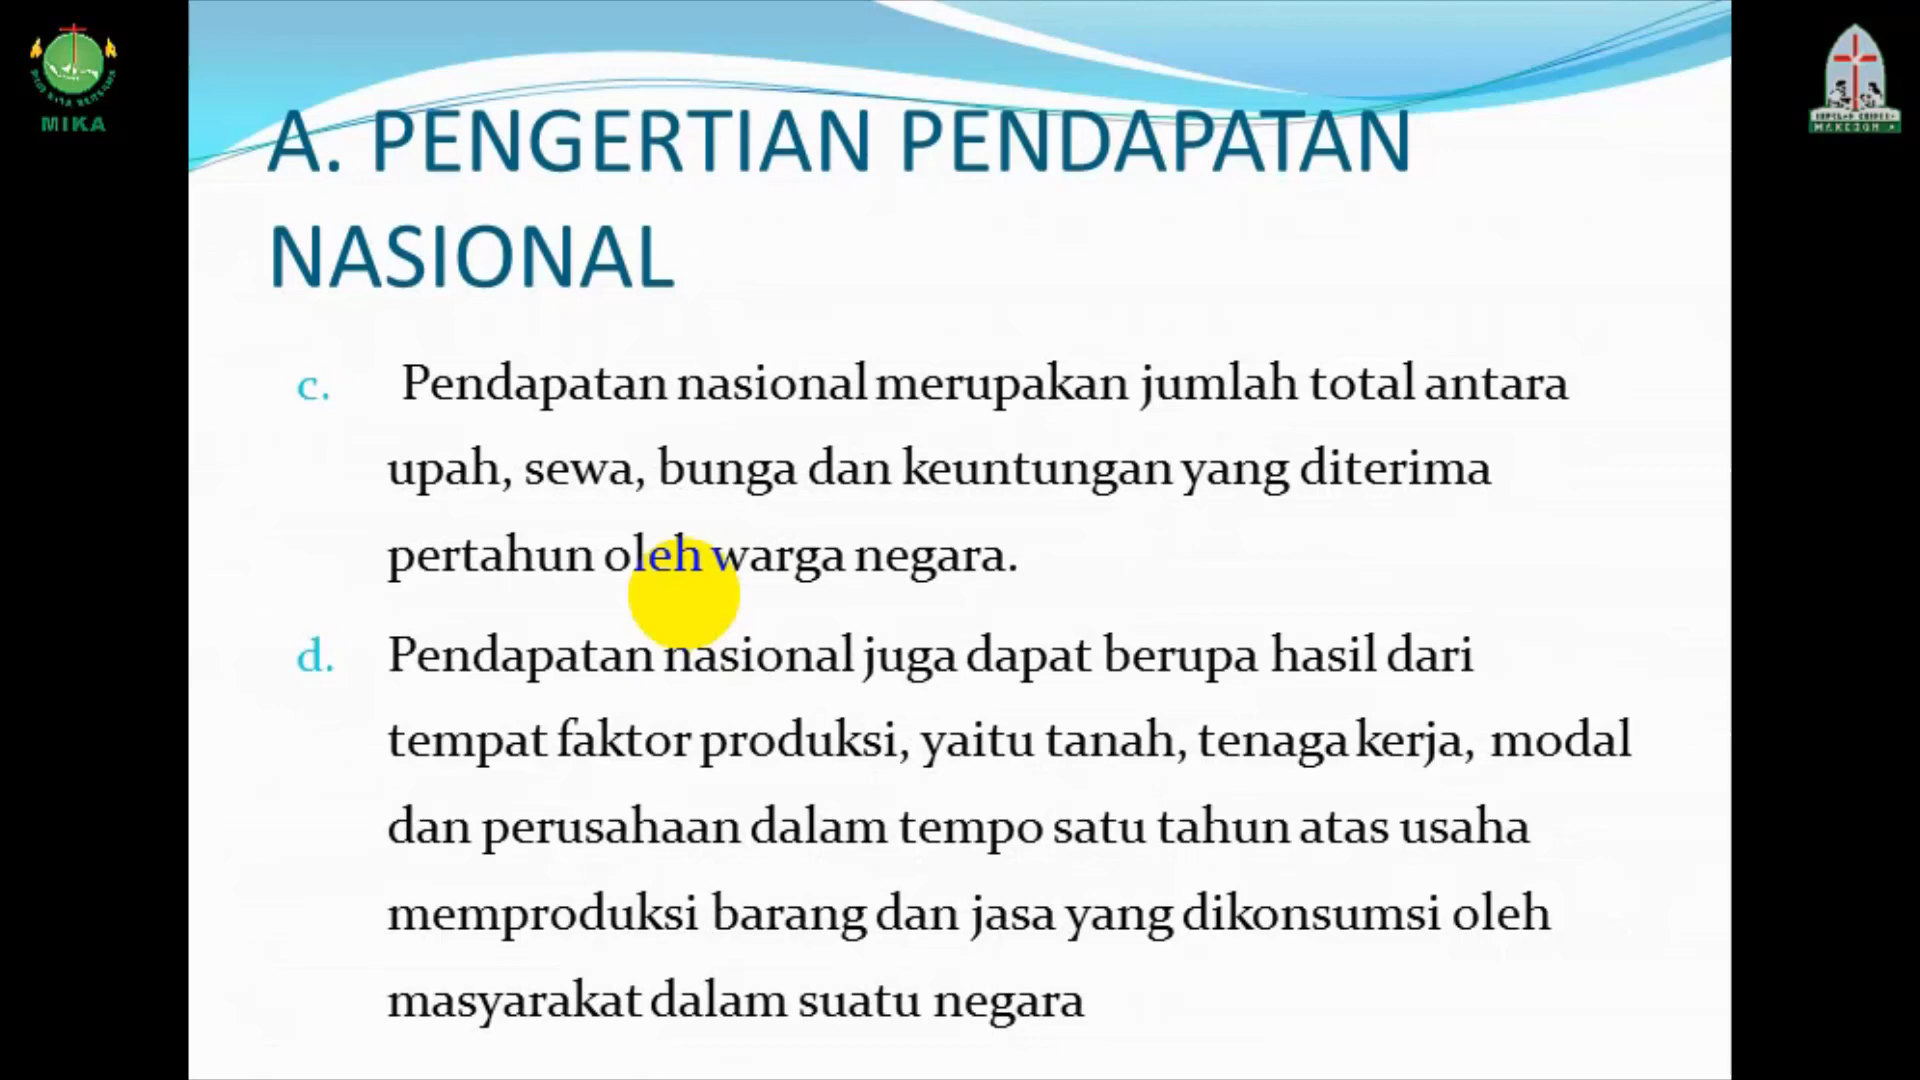 MIKA
A. PENGERTIAN PENDAPATAN
NASIONAL
c. Pendapatan nasional merupakan jumlah total antara
upah, sewa, bunga dan keuntungan yang diterima
pertahun oleh warga negara.
d. Pendapatan nasional juga dapat berupa hasil dari
tempat faktor produksi, yaitu tanah, tenaga kerja, modal
dan perusahaan dalam tempo satu tahun atas usaha
memproduksi barang dan jasa yang dikonsumsi oleh
masyarakat dalam suatu negara